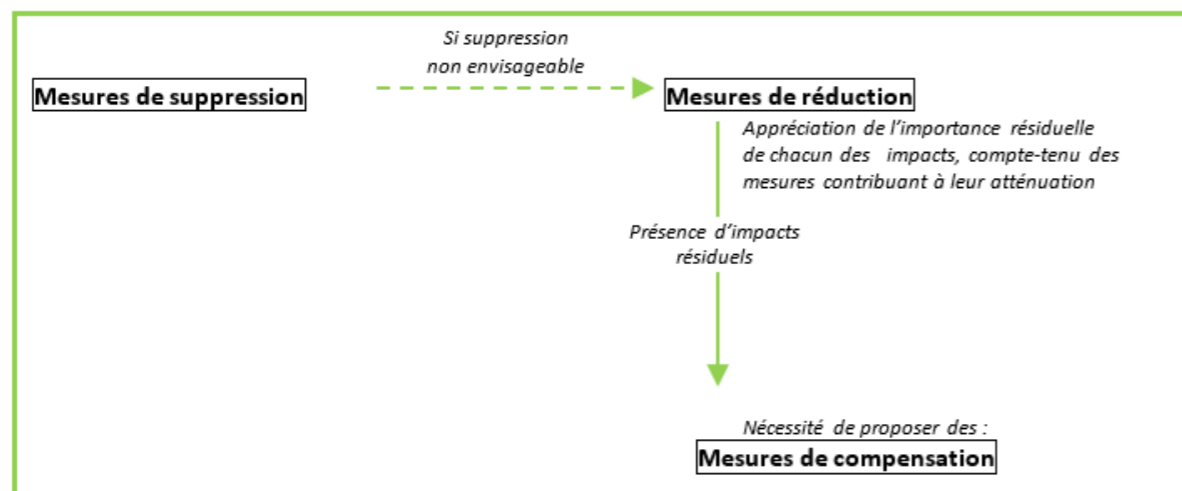 Si suppression
non envisageable
Mesures de suppression
Mesures de réduction
Appréciation de l'importance résiduelle
de chacun des impacts, compte-tenu des
mesures contribuant à leur atténuation
Présence d'impacts
résiduels
Nécessité de proposer des :
Mesures de compensation